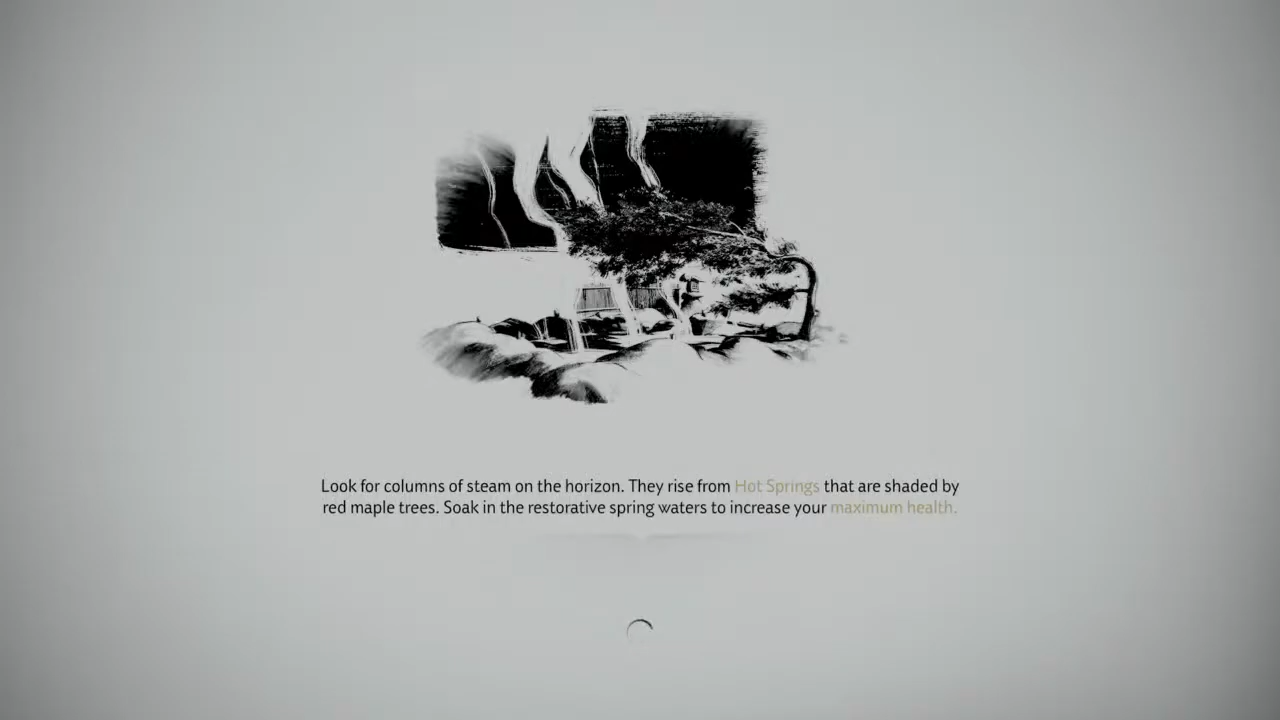 Look for columns of steam on the horizon. They rise from Hot Springs that are shaded by
red maple trees. Soak in the restorative spring waters to increase your maximum health.